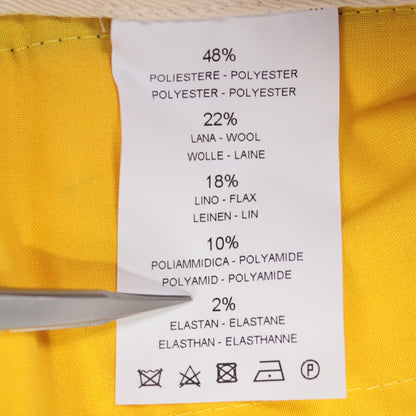 48%
POLIESTERE - POLYESTER
POLYESTER - POLYESTER
22%
LANA - WOOL
WOLLE - LAINE
18%
LINO - FLAX
LEINEN - LIN
10%
POLIAMMIDICA - POLYAMIDE
POLYAMID - POLYAMIDE
2%
ELASTAN - ELASTANE
ELASTHAN - ELASTHANNE
P